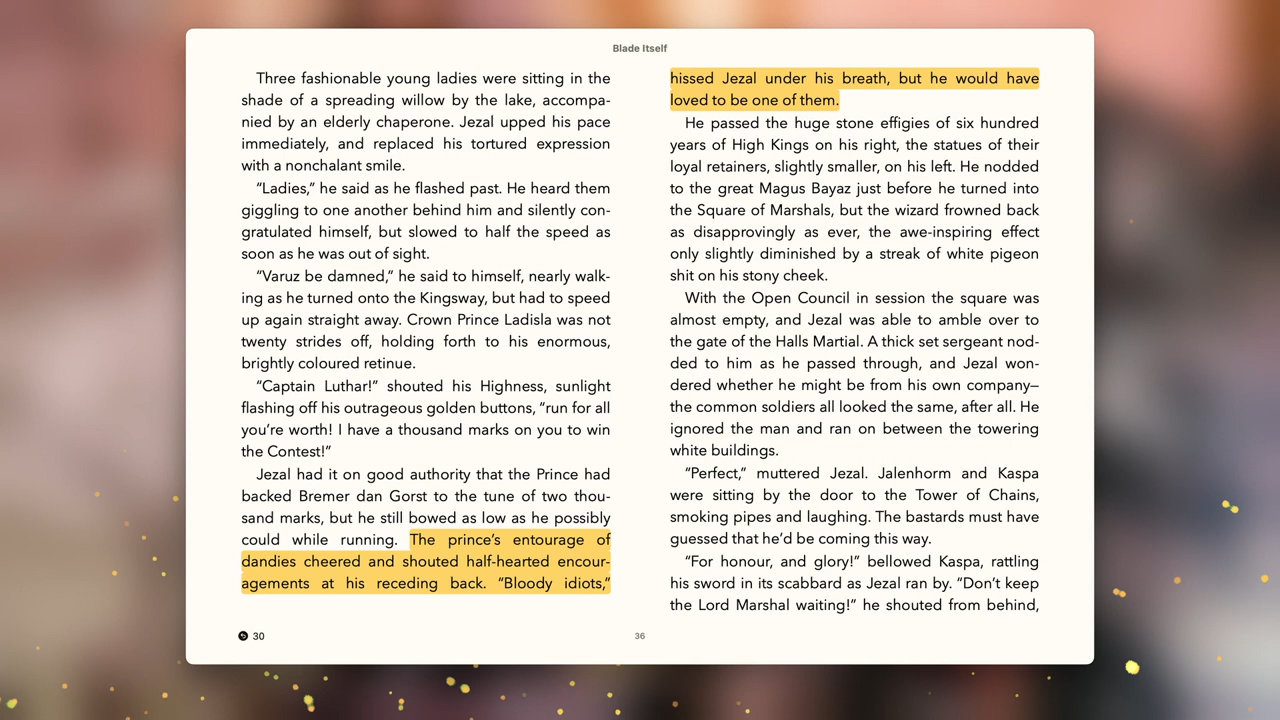 Blade Itself
Three fashionable young ladies were sitting in the
shade of a spreading willow by the lake, accompa-
nied by an elderly chaperone. Jezal upped his pace
immediately, and replaced his tortured expression
with a nonchalant smile.
“Ladies,” he said as he flashed past. He heard them
giggling to one another behind him and silently con-
gratulated himself, but slowed to half the speed as
soon as he was out of sight.
“Varuz be damned,” he said to himself, nearly walk-
ing as he turned onto the Kingsway, but had to speed
up again straight away. Crown Prince Ladisla was not
twenty strides off, holding forth to his enormous,
brightly coloured retinue.
“Captain Luthar!” shouted his Highness, sunlight
flashing off his outrageous golden buttons, “run for all
you’re worth! I have a thousand marks on you to win
the Contest!”
Jezal had it on good authority that the Prince had
backed Bremer dan Gorst to the tune of two thou-
sand marks, but he still bowed as low as he possibly
could while running. The prince’s entourage of
dandies cheered and shouted half-hearted encour-
agements at his receding back. “Bloody idiots,”
hissed Jezal under his breath, but he would have
loved to be one of them.
He passed the huge stone effigies of six hundred
years of High Kings on his right, the statues of their
loyal retainers, slightly smaller, on his left. He nodded
to the great Magus Bayaz just before he turned into
the Square of Marshals, but the wizard frowned back
as disapprovingly as ever, the awe-inspiring effect
only slightly diminished by a streak of white pigeon
shit on his stony cheek.
With the Open Council in session the square was
almost empty, and Jezal was able to amble over to
the gate of the Halls Martial. A thick set sergeant nod-
ded to him as he passed through, and Jezal won-
dered whether he might be from his own company—
the common soldiers all looked the same, after all. He
ignored the man and ran on between the towering
white buildings.
“Perfect,” muttered Jezal. Jalenhorm and Kaspa
were sitting by the door to the Tower of Chains,
smoking pipes and laughing. The bastards must have
guessed that he’d be coming this way.
“For honour, and glory!” bellowed Kaspa, rattling
his sword in its scabbard as Jezal ran by. “Don’t keep
the Lord Marshal waiting!” he shouted from behind,
30
36